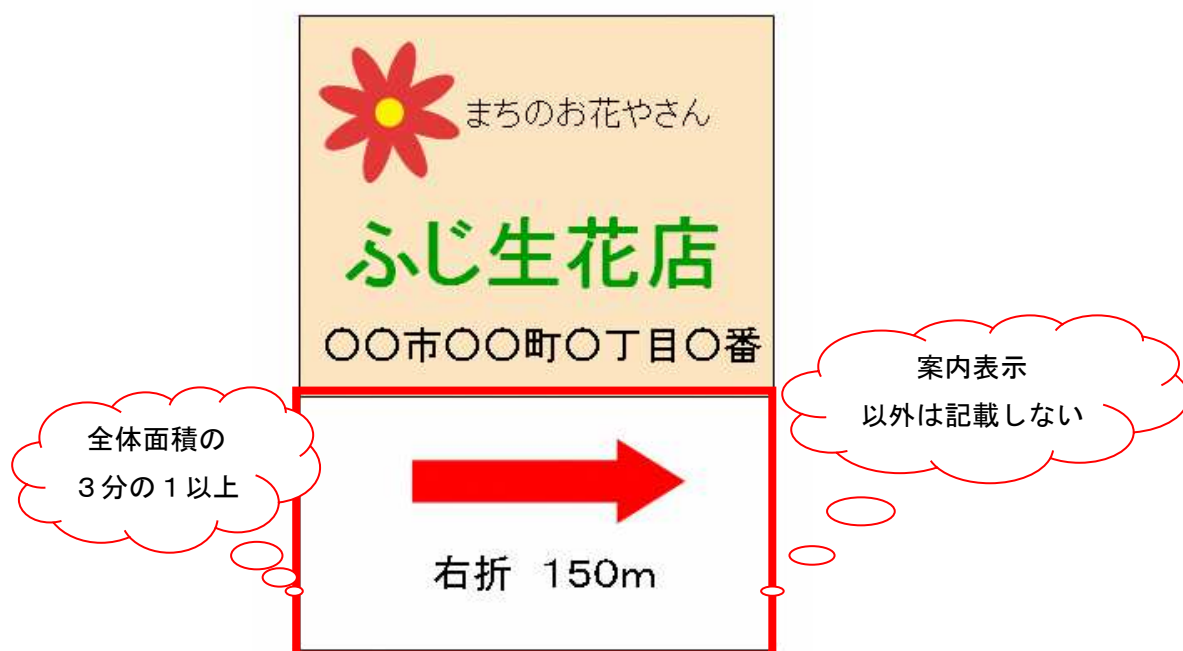 まちのお花やさん
ふじ生花店
〇〇市〇〇町〇丁目〇番
全体面積の
３分の１以上
案内表示
以外は記載しない
右折　150m